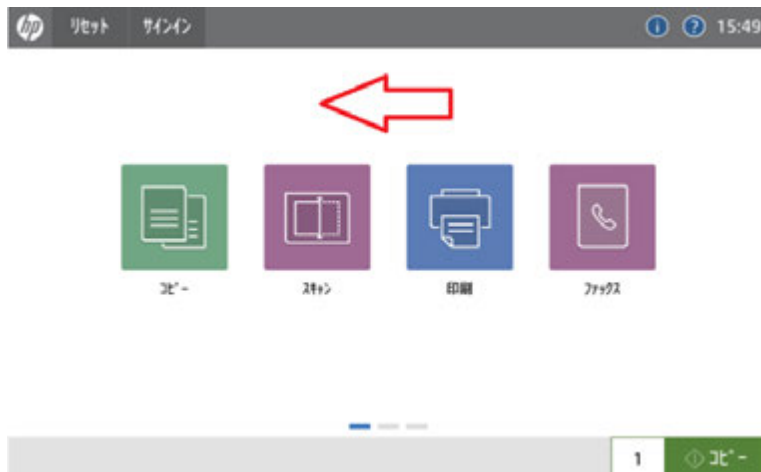 hp リセット サインイン 15:49
コピー スキャン 印刷 ファックス
1 コピー